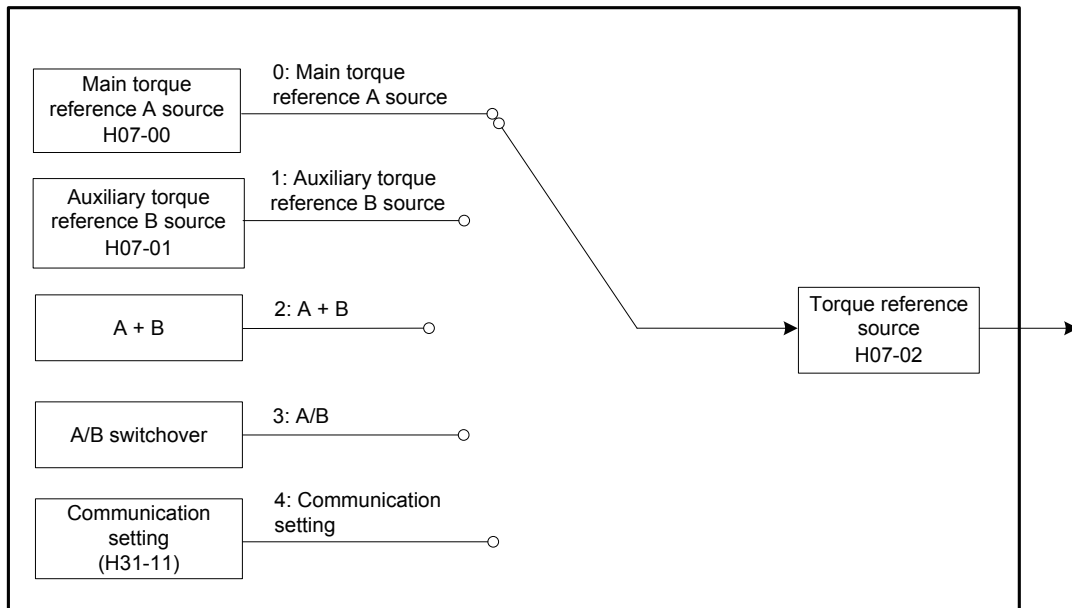 Main torque
reference A source
H07-00
0: Main torque
reference A source
Auxiliary torque
reference B source
H07-01
1: Auxiliary torque
reference B source
A + B
2: A + B
Torque reference
source
H07-02
A/B switchover
3: A/B
Communication
setting
(H31-11)
4: Communication
setting